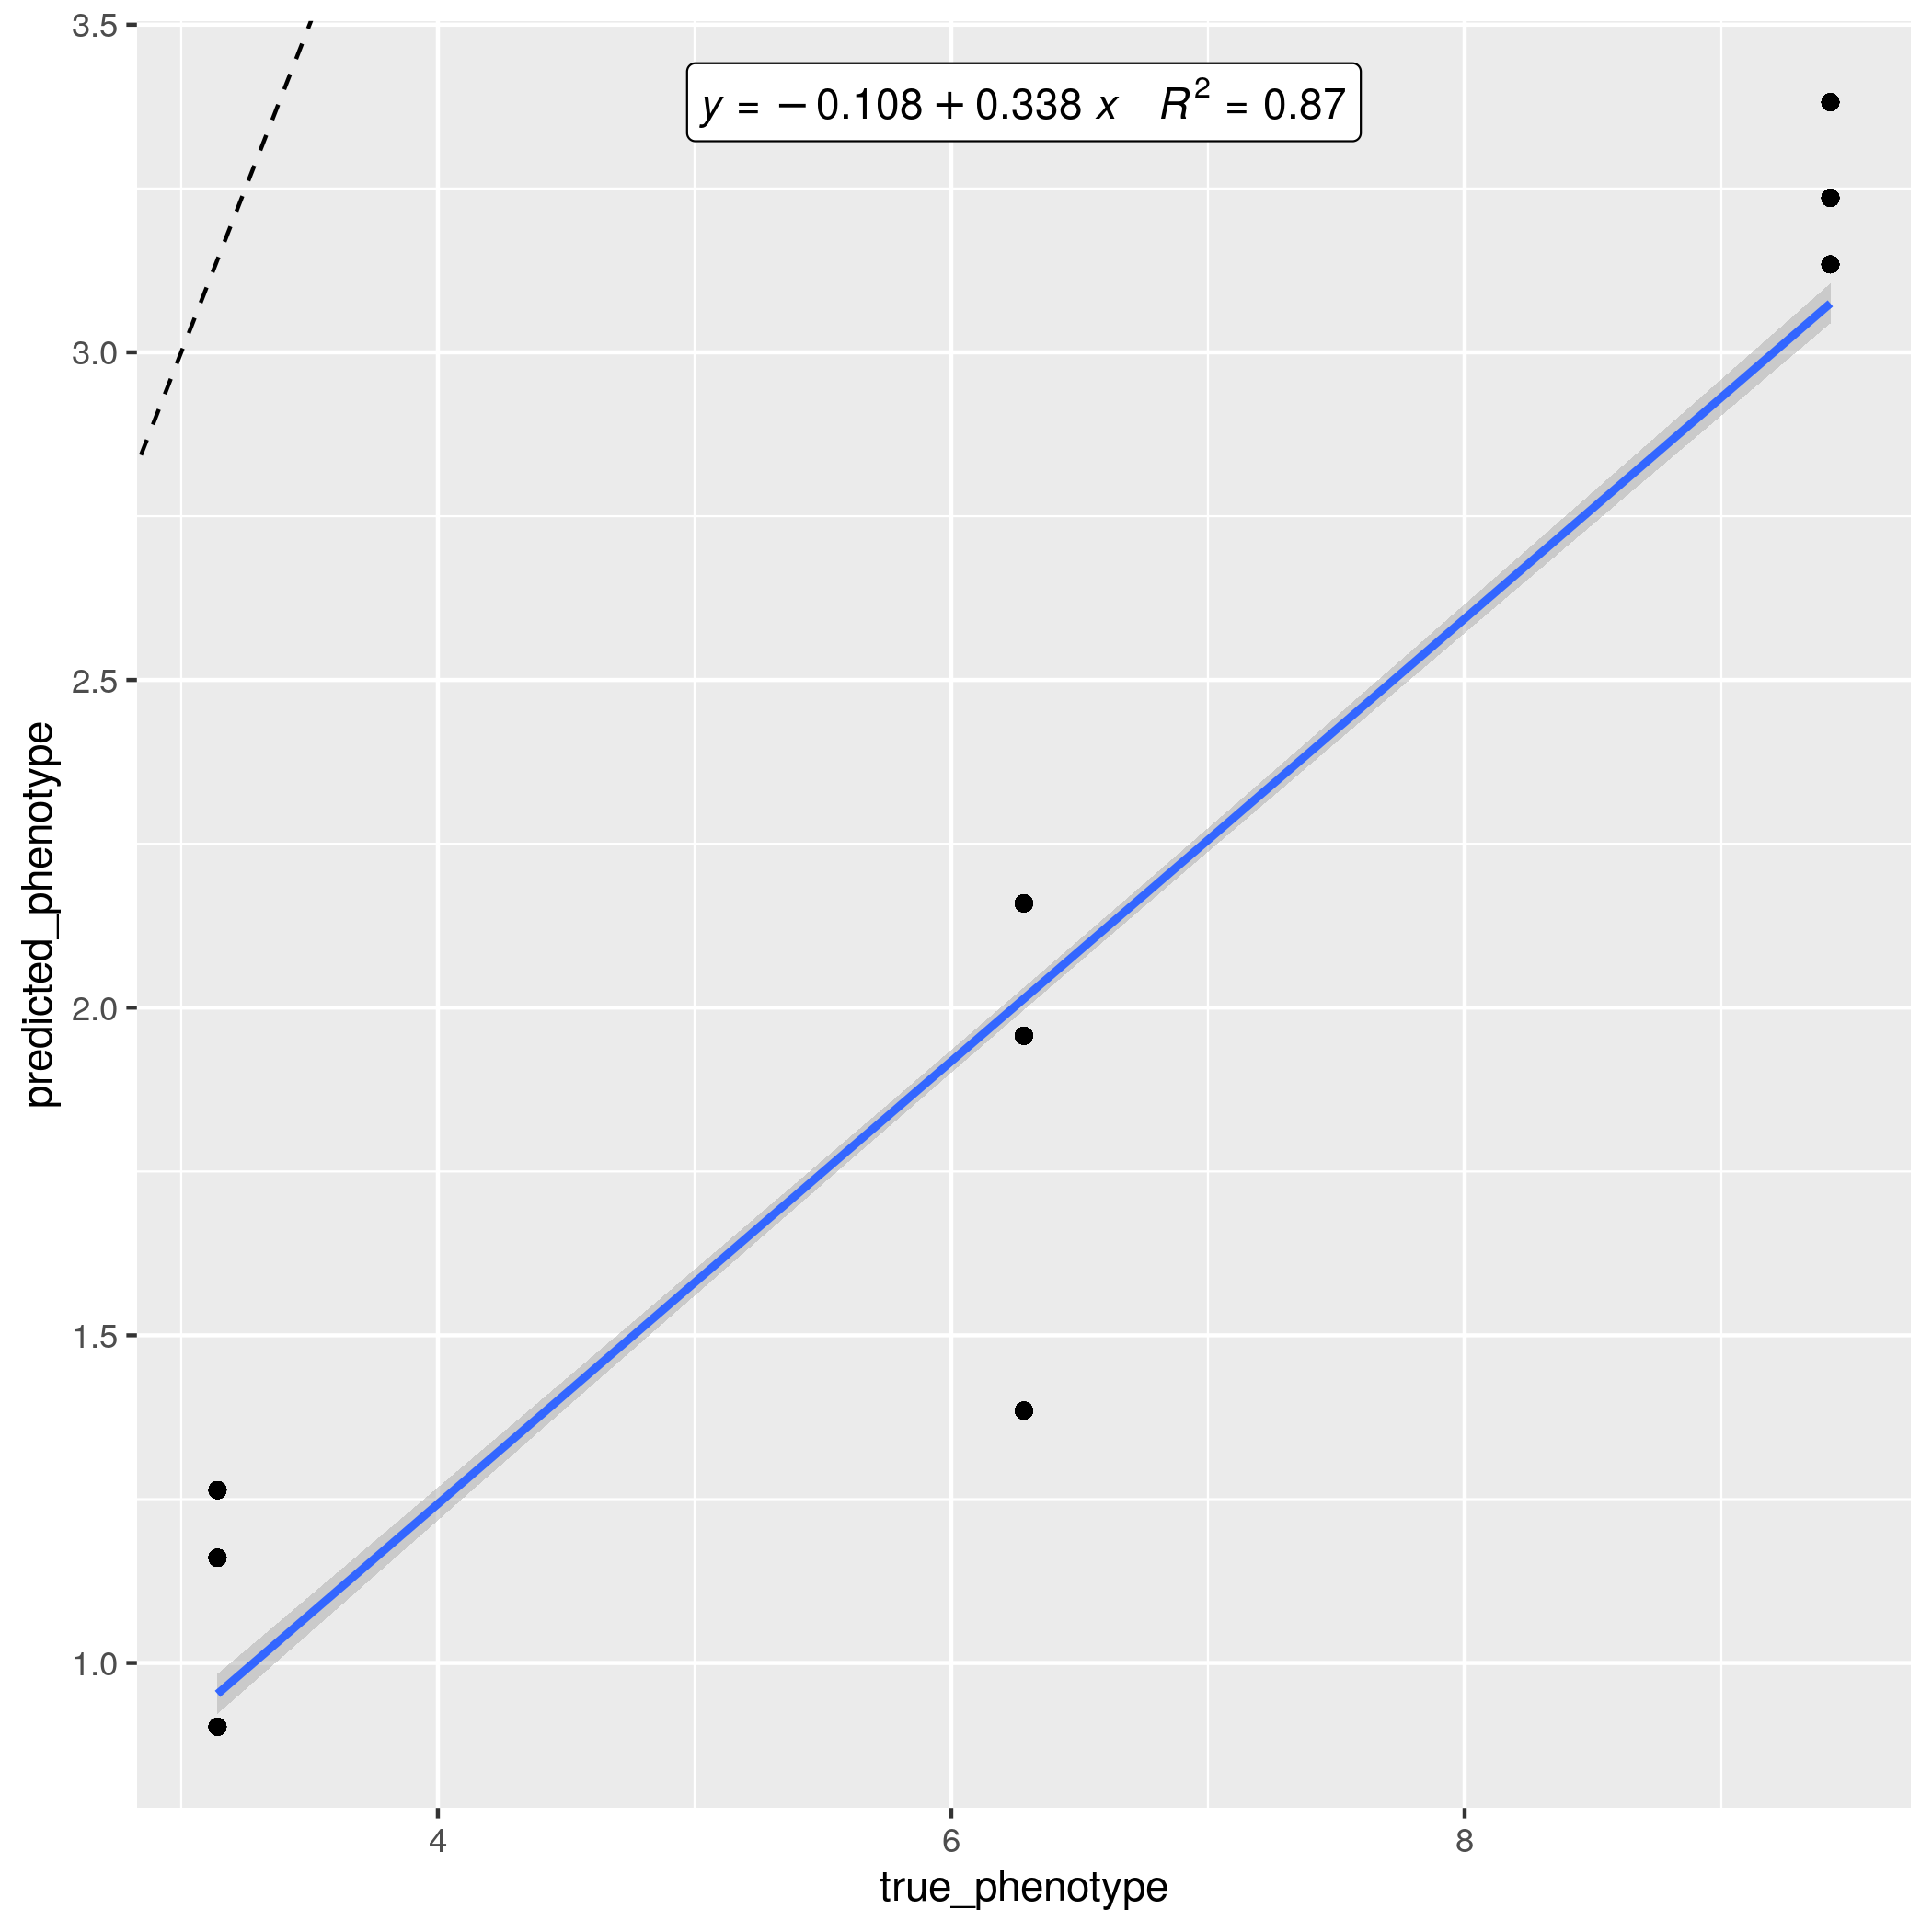 y = − 0.108 + 0.338 x R² = 0.87
3.5
3.0
2.5
2.0
1.5
1.0
predicted_phenotype
4 6 8
true_phenotype